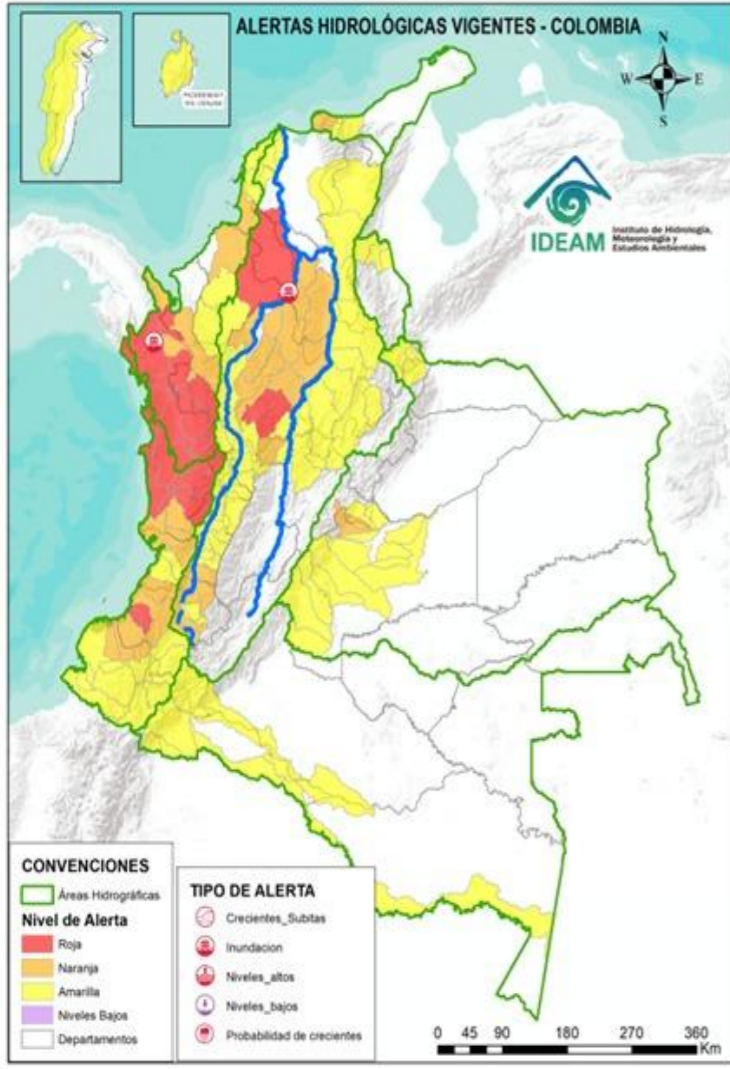 ALERTAS HIDROLÓGICAS VIGENTES - COLOMBIA
N
W
E
S
IDEAM
Instituto de Hidrología,
Meteorología y
Estudios Ambientales
CONVENCIONES
Áreas Hidrográficas
Nivel de Alerta
Roja
Naranja
Amarilla
Niveles Bajos
Departamentos
TIPO DE ALERTA
Crecientes_Subitas
Inundacion
Niveles_altos
Niveles_bajos
Probabilidad de crecientes
0 45 90 180 270 360
Km